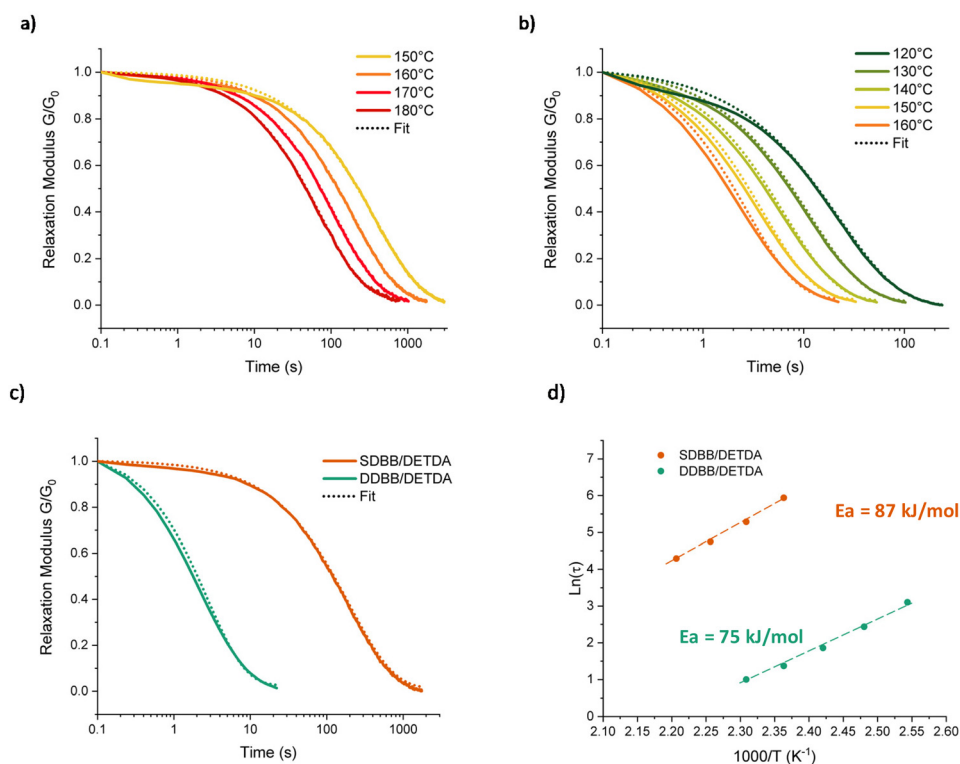 a)
150°C
160°C
170°C
180°C
Fit
1.0
0.8
0.6
0.4
0.2
0.0
Relaxation Modulus G/G₀
0.1
1
10
100
1000
Time (s)
b)
120°C
130°C
140°C
150°C
160°C
Fit
1.0
0.8
0.6
0.4
0.2
0.0
Relaxation Modulus G/G₀
0.1
1
10
100
Time (s)
c)
SDBB/DETDA
DDBB/DETDA
Fit
1.0
0.8
0.6
0.4
0.2
0.0
Relaxation Modulus G/G₀
0.1
1
10
100
1000
Time (s)
d)
SDBB/DETDA
DDBB/DETDA
Ea = 87 kJ/mol
Ea = 75 kJ/mol
7
6
5
4
3
2
1
0
Ln(τ)
2.10 2.15 2.20 2.25 2.30 2.35 2.40 2.45 2.50 2.55 2.60
1000/T (K⁻¹)